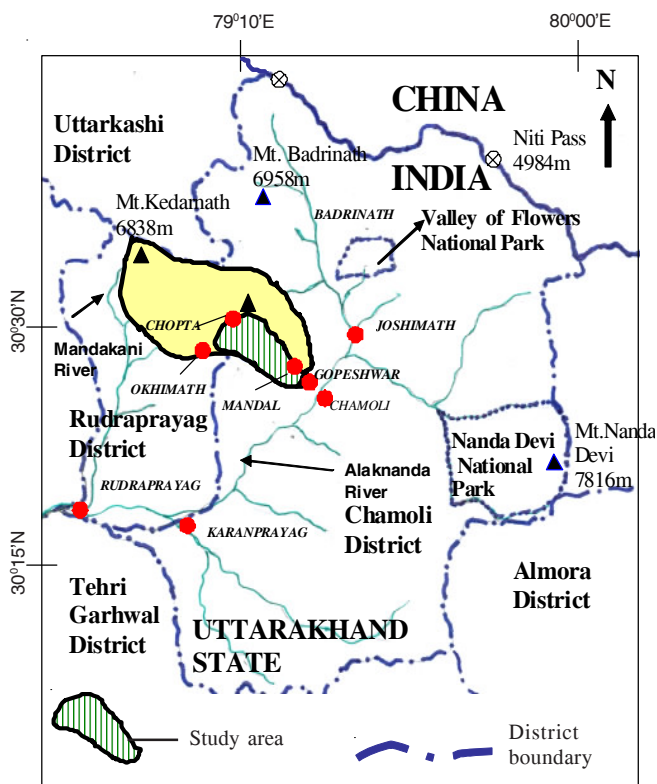 79⁰10'E
80⁰00'E
N
CHINA
Uttarkashi
District
Niti Pass
4984m
Mt. Badrinath
6958m
INDIA
Mt.Kedarnath
6838m
BADRINATH
Valley of Flowers
National Park
30⁰30'N
CHOPTA
JOSHIMATH
Mandakani
River
OKHIMATH
MANDAL
GOPESHWAR
CHAMOLI
Rudraprayag
District
Nanda Devi
National
Park
Mt.Nanda
Devi
7816m
Alaknanda
River
RUDRAPRAYAG
Chamoli
District
KARANPRAYAG
30⁰15'N
Tehri
Garhwal
District
Almora
District
UTTARAKHAND
STATE
Study area
District
boundary